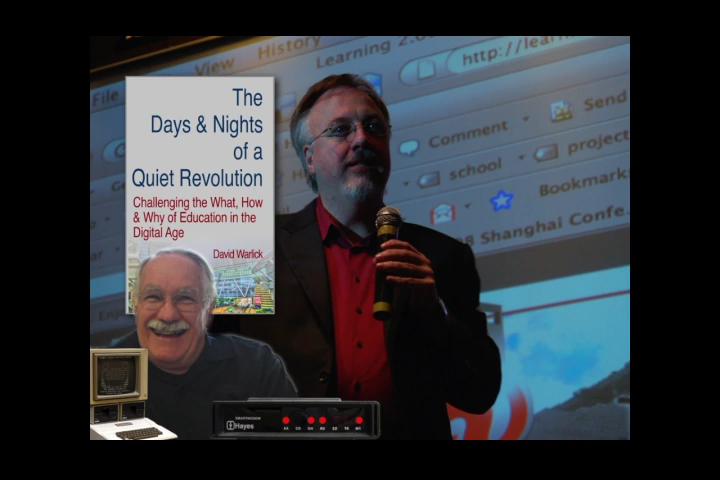 File
View
History
Learning 2.
http://lear
Send
Comment
school
project
Bookmark
8 Shanghai Confe.
The
Days & Nights
of a
Quiet Revolution
Challenging the What, How
& Why of Education in the
Digital Age
David Warlick
Hayes